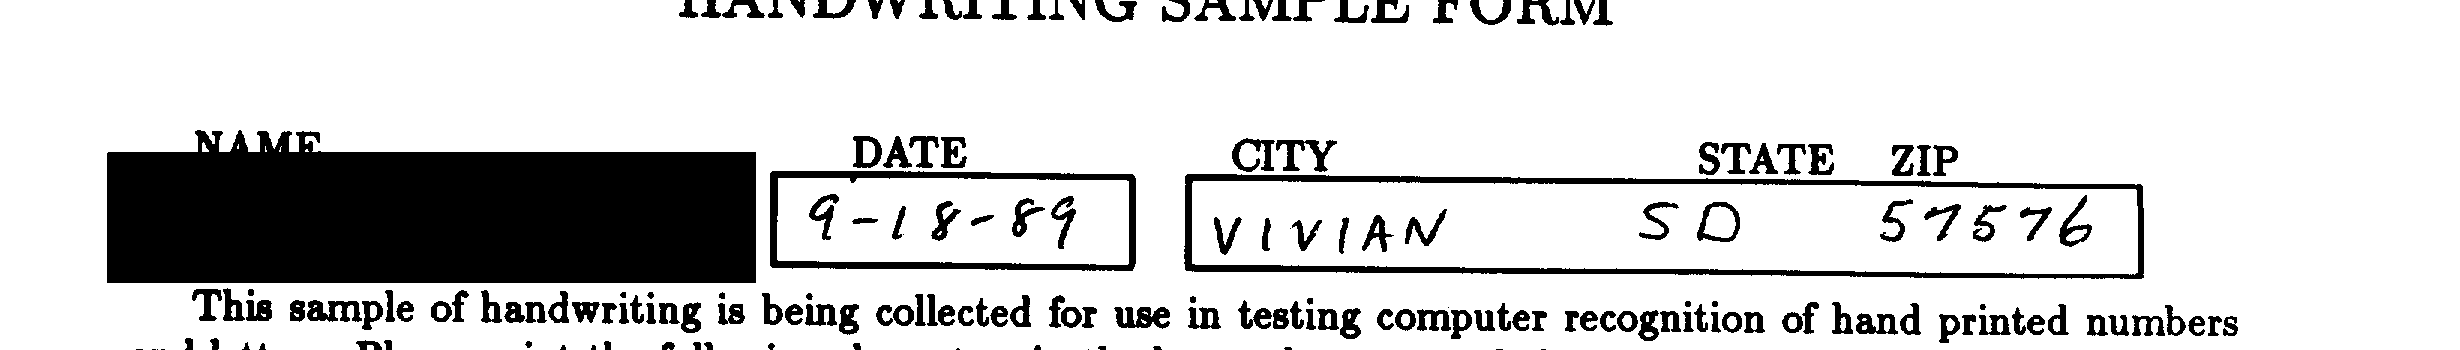 HANDWRITING SAMPLE FORM
NAME DATE CITY STATE ZIP
9-18-89 VIVIAN SD 57576
This sample of handwriting is being collected for use in testing computer recognition of hand printed numbers